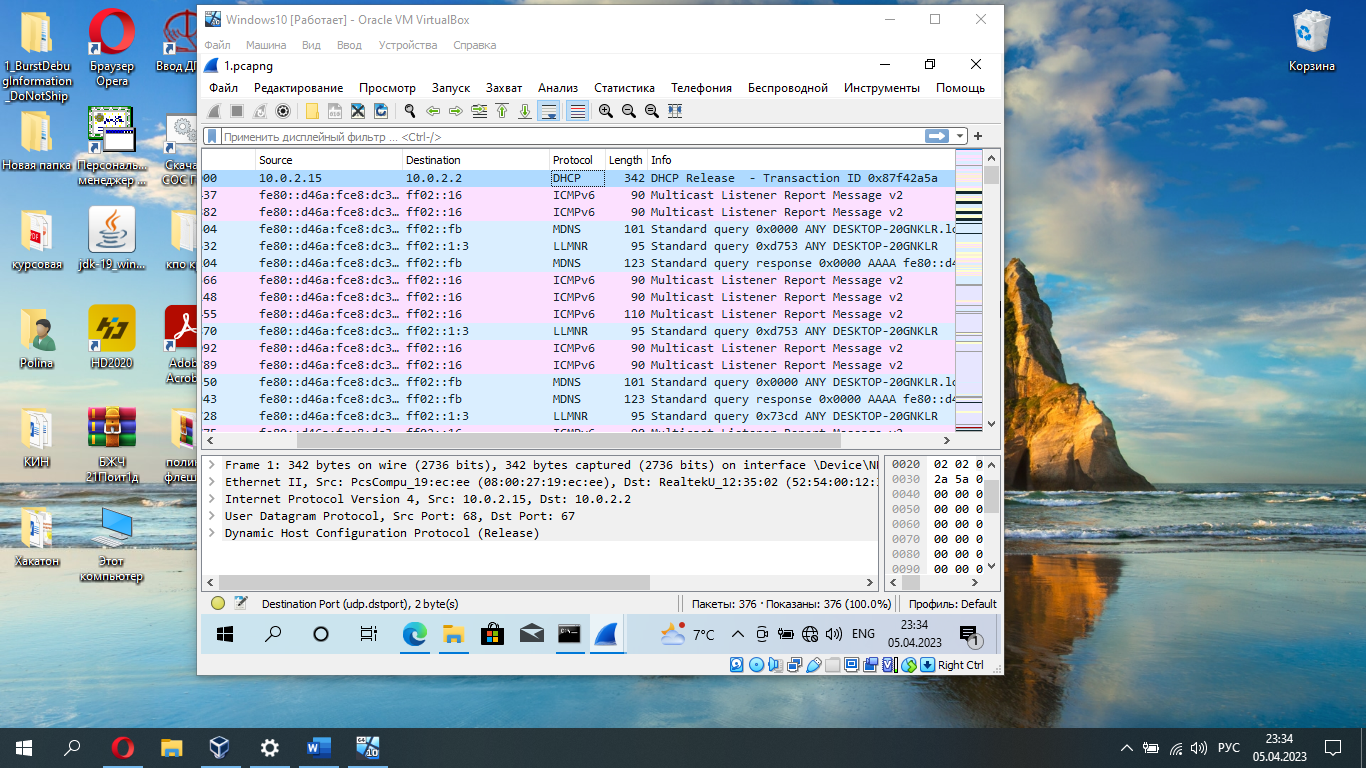 1_BurstDebu
gInformation
_DoNotShip
Браузер
Opera
Новая папка
Персональ...
менеджер ...
курсовая
jdk-19_win...
Polina
HD2020
КИН
БЖЧ
21Поит1д
Хакатон
Этот
компьютер
Корзина
Windows10 [Работает] - Oracle VM VirtualBox
Файл Машина Вид Ввод Устройства Справка
1.pcapng
Файл Редактирование Просмотр Запуск Захват Анализ Статистика Телефония Беспроводной Инструменты Помощь
Применить дисплейный фильтр ... <Ctrl-/>
Source Destination Protocol Length Info
00 10.0.2.15 10.0.2.2 DHCP 342 DHCP Release - Transaction ID 0x87f42a5a
37 fe80::d46a:fce8:dc3… ff02::16 ICMPv6 90 Multicast Listener Report Message v2
82 fe80::d46a:fce8:dc3… ff02::16 ICMPv6 90 Multicast Listener Report Message v2
04 fe80::d46a:fce8:dc3… ff02::fb MDNS 101 Standard query 0x0000 ANY DESKTOP-20GNKLR.lo
32 fe80::d46a:fce8:dc3… ff02::1:3 LLMNR 95 Standard query 0xd753 ANY DESKTOP-20GNKLR
04 fe80::d46a:fce8:dc3… ff02::fb MDNS 123 Standard query response 0x0000 AAAA fe80::d4
66 fe80::d46a:fce8:dc3… ff02::16 ICMPv6 90 Multicast Listener Report Message v2
48 fe80::d46a:fce8:dc3… ff02::16 ICMPv6 90 Multicast Listener Report Message v2
55 fe80::d46a:fce8:dc3… ff02::16 ICMPv6 110 Multicast Listener Report Message v2
70 fe80::d46a:fce8:dc3… ff02::1:3 LLMNR 95 Standard query 0xd753 ANY DESKTOP-20GNKLR
92 fe80::d46a:fce8:dc3… ff02::16 ICMPv6 90 Multicast Listener Report Message v2
89 fe80::d46a:fce8:dc3… ff02::16 ICMPv6 90 Multicast Listener Report Message v2
50 fe80::d46a:fce8:dc3… ff02::fb MDNS 101 Standard query 0x0000 ANY DESKTOP-20GNKLR.lo
43 fe80::d46a:fce8:dc3… ff02::fb MDNS 123 Standard query response 0x0000 AAAA fe80::d4
28 fe80::d46a:fce8:dc3… ff02::1:3 LLMNR 95 Standard query 0x73cd ANY DESKTOP-20GNKLR
Frame 1: 342 bytes on wire (2736 bits), 342 bytes captured (2736 bits) on interface \Device\N
Ethernet II, Src: PcsCompu_19:ec:ee (08:00:27:19:ec:ee), Dst: RealtekU_12:35:02 (52:54:00:12:
Internet Protocol Version 4, Src: 10.0.2.15, Dst: 10.0.2.2
User Datagram Protocol, Src Port: 68, Dst Port: 67
Dynamic Host Configuration Protocol (Release)
0020 02 02 0
0030 2a 5a 0
0040 00 00 0
0050 00 00 0
0060 00 00 0
0070 00 00 0
0080 00 00 0
0090 00 00 0
Destination Port (udp.dstport), 2 byte(s)
Пакеты: 376 · Показаны: 376 (100.0%)
Профиль: Default
7°C
ENG
23:34
05.04.2023
1
Right Ctrl
РУС
23:34
05.04.2023